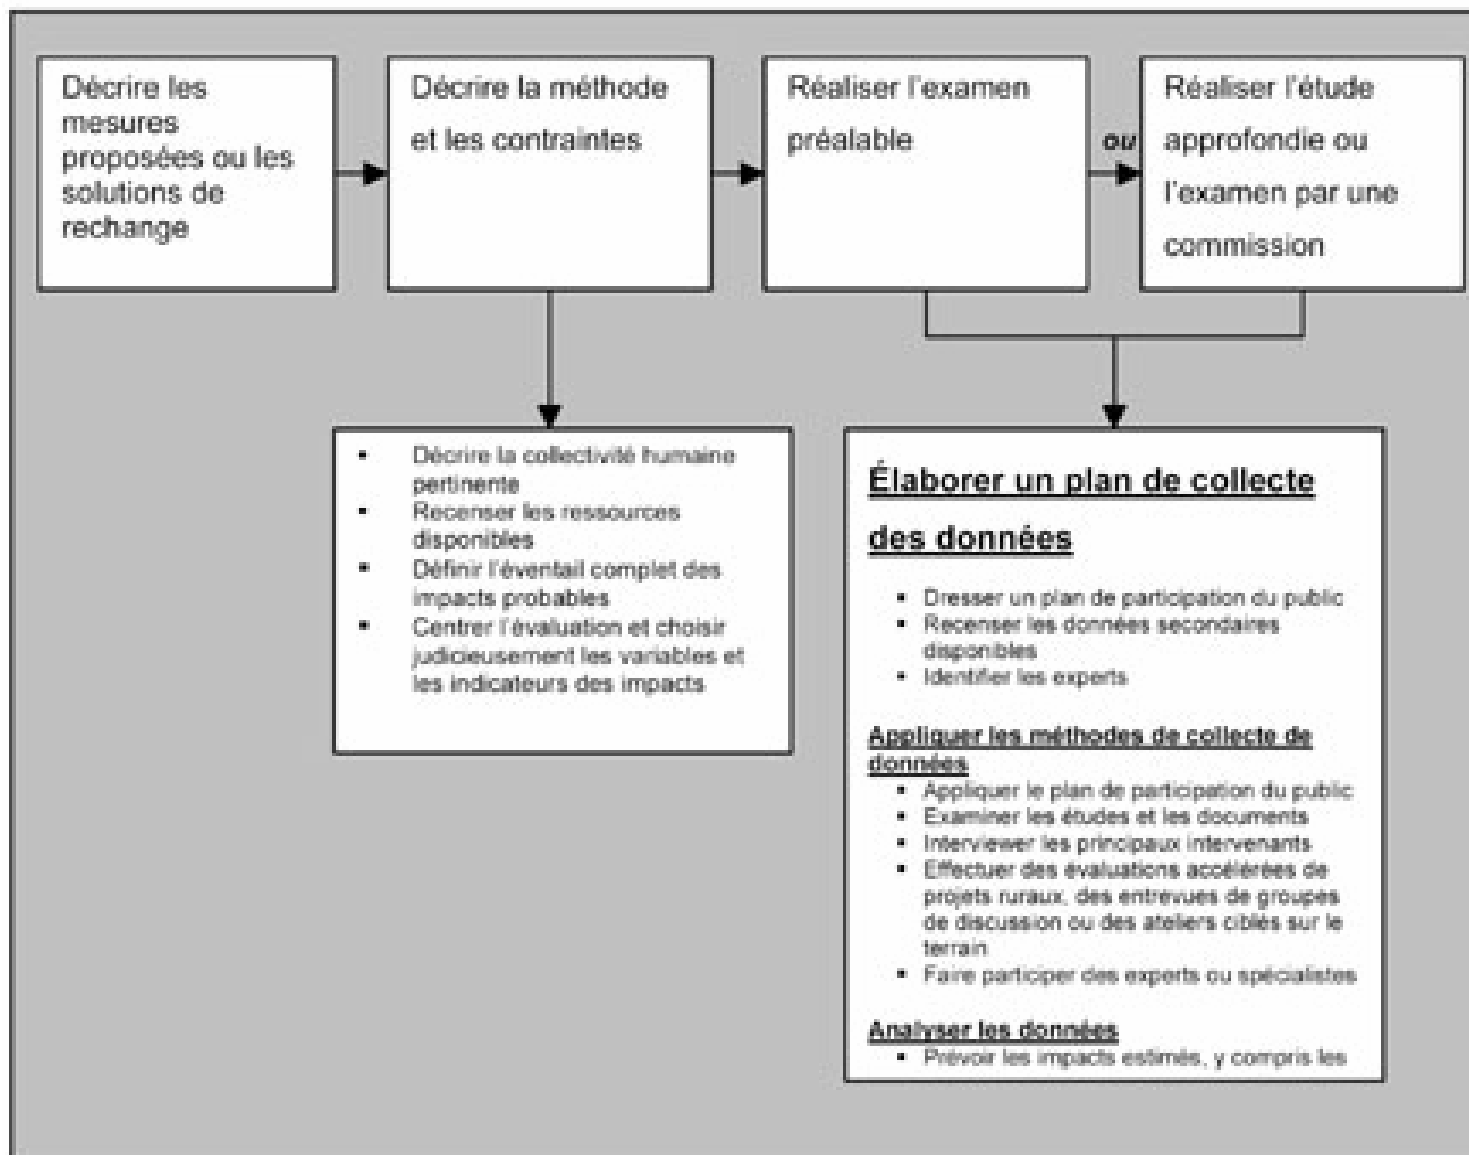 Décrire les
mesures
proposées ou les
solutions de
rechange
Décrire la méthode
et les contraintes
Réaliser l'examen
préalable
ou
Réaliser l'étude
approfondie ou
l'examen par une
commission
▪ Décrire la collectivité humaine
pertinente
▪ Recenser les ressources
disponibles
▪ Définir l'éventail complet des
impacts probables
▪ Centrer l'évaluation et choisir
judicieusement les variables et
les indicateurs des impacts
Élaborer un plan de collecte
des données
▪ Dresser un plan de participation du public
▪ Recenser les données secondaires
disponibles
▪ Identifier les experts
Appliquer les méthodes de collecte de
données
▪ Appliquer le plan de participation du public
▪ Examiner les études et les documents
▪ Interviewer les principaux intervenants
▪ Effectuer des évaluations accélérées de
projets ruraux, des entrevues de groupes
de discussion ou des ateliers ciblés sur le
terrain
▪ Faire participer des experts ou spécialistes
Analyser les données
▪ Prévoir les impacts estimés, y compris les